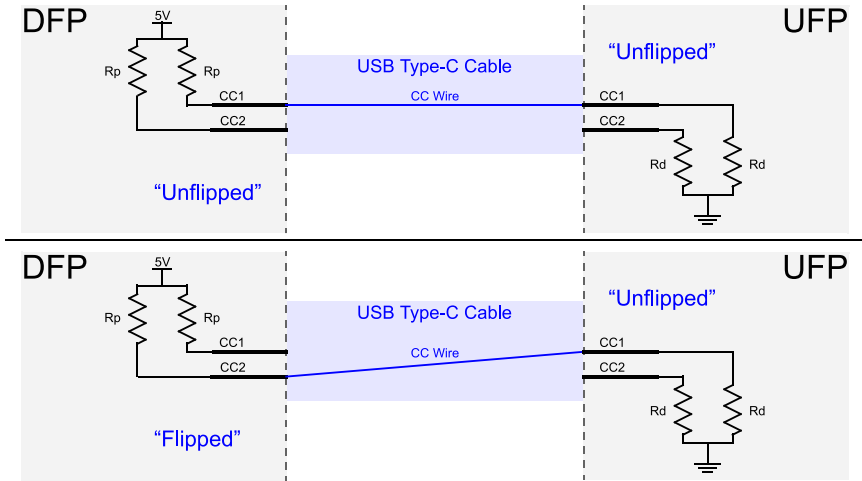 DFP
5V
UFP
Rp
Rp
USB Type-C Cable
“Unflipped”
CC1
CC Wire
CC1
CC2
CC2
Rd
Rd
“Unflipped”
DFP
5V
UFP
Rp
Rp
USB Type-C Cable
“Unflipped”
CC1
CC Wire
CC1
CC2
CC2
Rd
Rd
“Flipped”